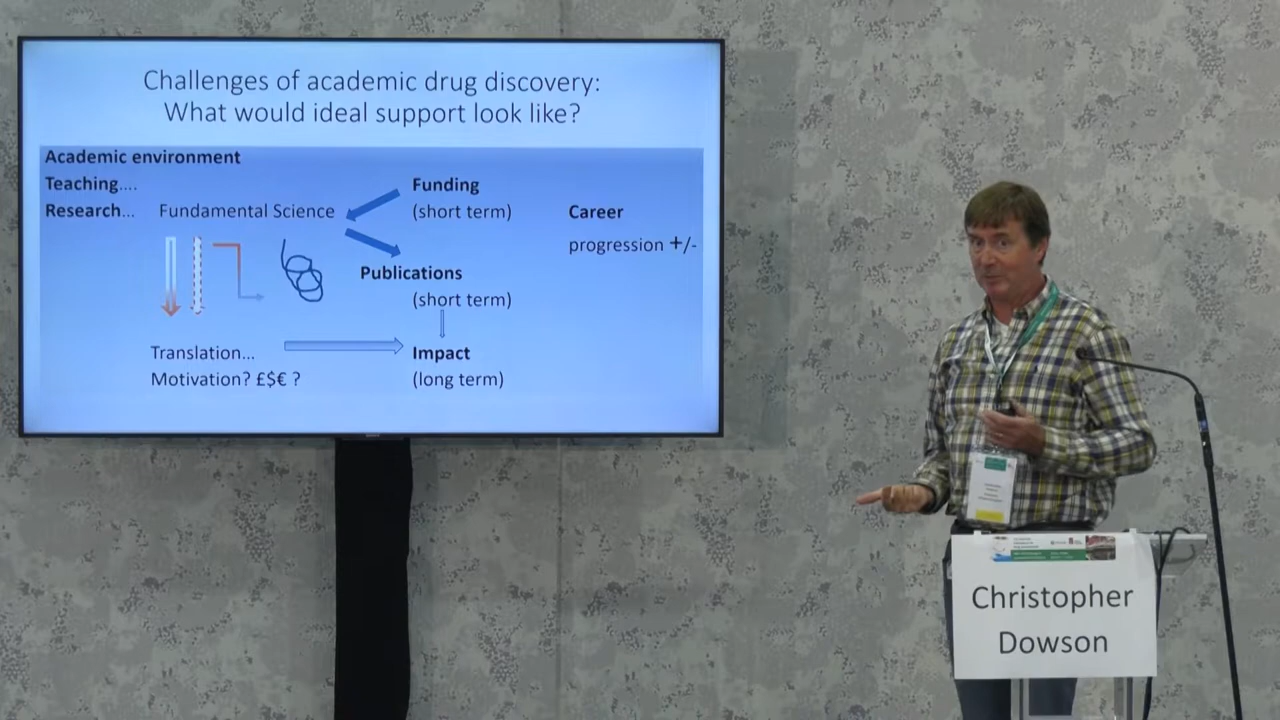 Challenges of academic drug discovery:
What would ideal support look like?
Academic environment
Teaching....
Research...
Fundamental Science
Funding
(short term)
Career
progression +/-
Publications
(short term)
Translation...
Motivation? £$€ ?
Impact
(long term)
Christopher
Dowson